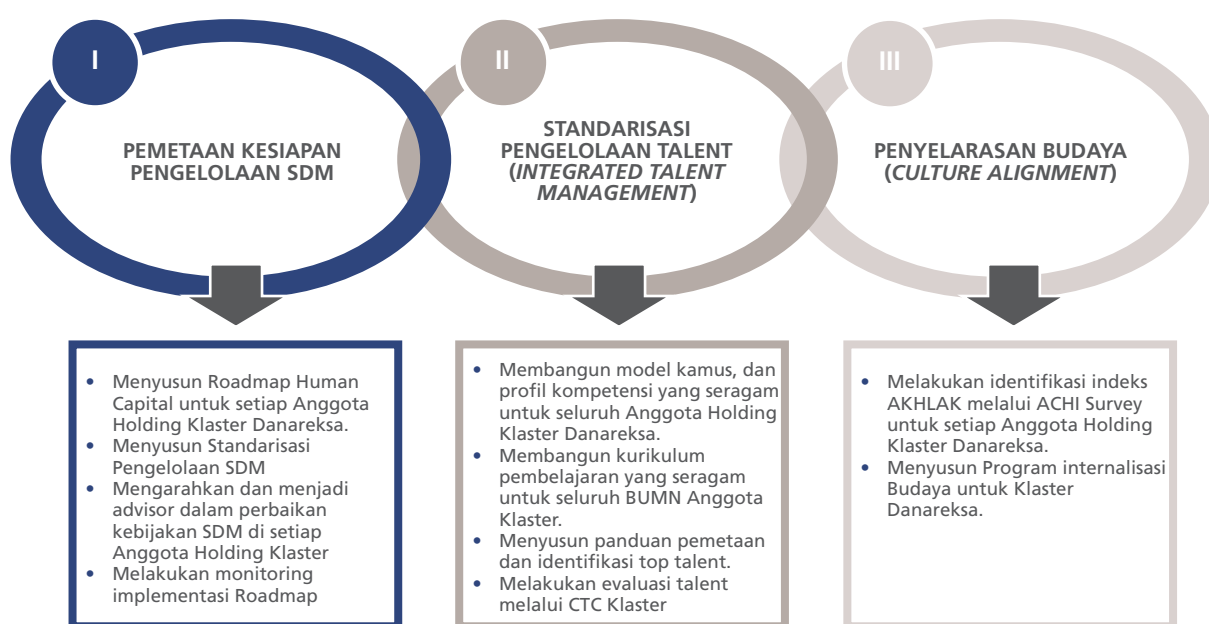 I
PEMETAAN KESIAPAN
PENGELOLAAN SDM
• Menyusun Roadmap Human
Capital untuk setiap Anggota
Holding Klaster Danareksa.
• Menyusun Standarisasi
Pengelolaan SDM
• Mengarahkan dan menjadi
advisor dalam perbaikan
kebijakan SDM di setiap
Anggota Holding Klaster
• Melakukan monitoring
implementasi Roadmap
II
STANDARISASI
PENGELOLAAN TALENT
(INTEGRATED TALENT
MANAGEMENT)
• Membangun model kamus, dan
profil kompetensi yang seragam
untuk seluruh Anggota Holding
Klaster Danareksa.
• Membangun kurikulum
pembelajaran yang seragam
untuk seluruh BUMN Anggota
Klaster.
• Menyusun panduan pemetaan
dan identifikasi top talent.
• Melakukan evaluasi talent
melalui CTC Klaster
III
PENYELARASAN BUDAYA
(CULTURE ALIGNMENT)
• Melakukan identifikasi indeks
AKHLAK melalui ACHI Survey
untuk setiap Anggota Holding
Klaster Danareksa.
• Menyusun Program internalisasi
Budaya untuk Klaster
Danareksa.